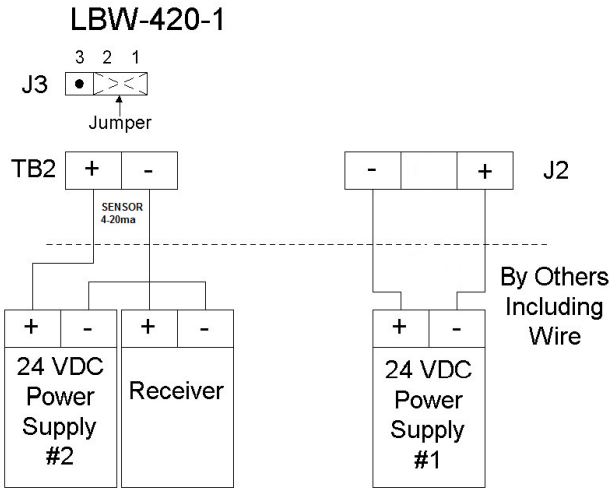 LBW-420-1
3 2 1
J3
Jumper
TB2 + - - + J2
SENSOR
4-20ma
By Others
Including
Wire
+ - + -
24 VDC
Power
Supply
#2
Receiver
+ -
24 VDC
Power
Supply
#1